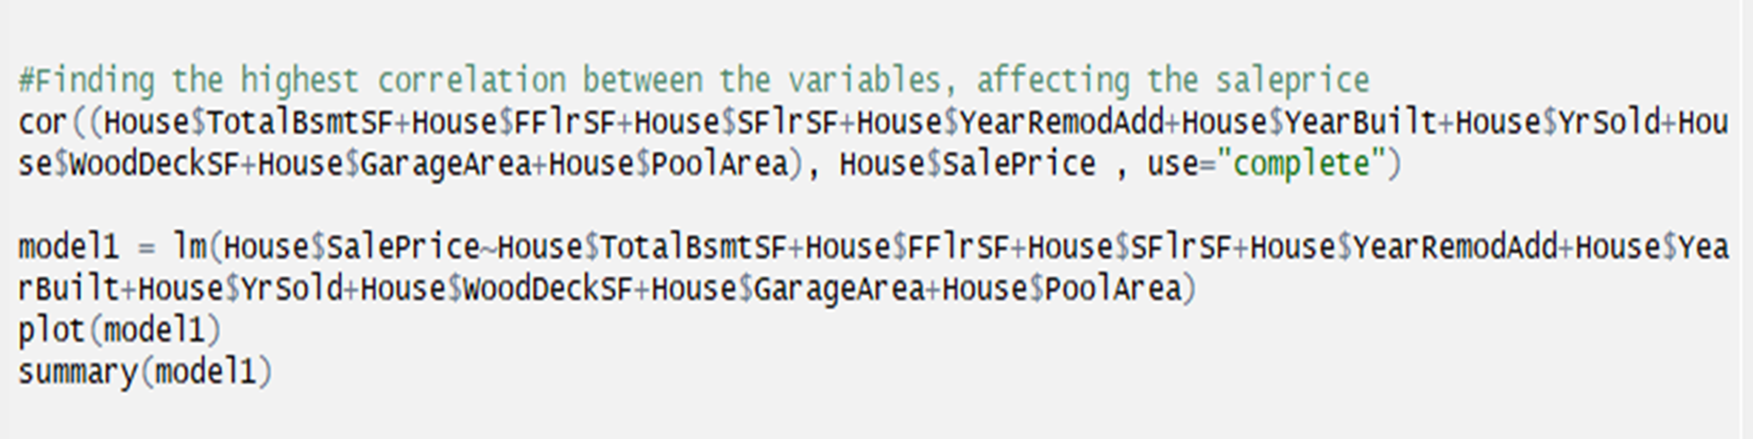 #Finding the highest correlation between the variables, affecting the saleprice
cor((House$TotalBsmtSF+House$FFlrSF+House$SFlrSF+House$YearRemodAdd+House$YearBuilt+House$YrSold+Hou
se$WoodDeckSF+House$GarageArea+House$PoolArea), House$SalePrice , use="complete")
model1 = lm(House$SalePrice~House$TotalBsmtSF+House$FFlrSF+House$SFlrSF+House$YearRemodAdd+House$Yea
rBuilt+House$YrSold+House$WoodDeckSF+House$GarageArea+House$PoolArea)
plot(model1)
summary(model1)